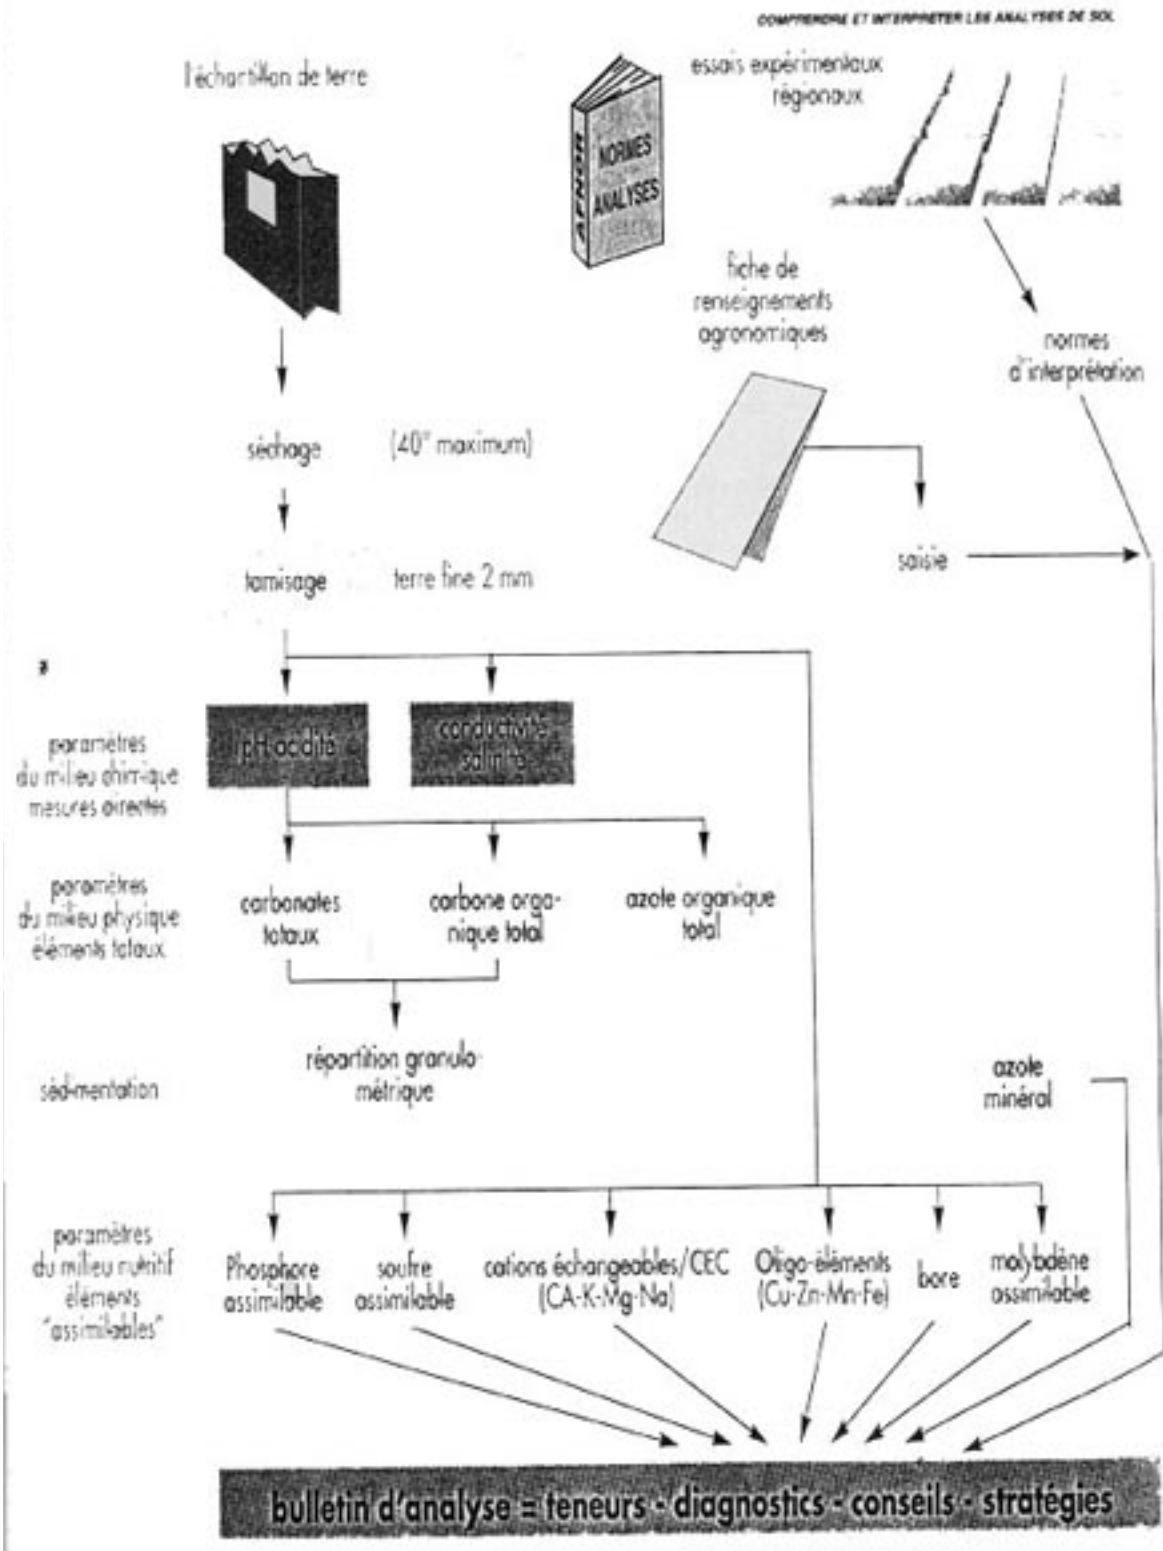 COMPRENDRE ET INTERPRETER LES ANALYSES DE SOL
l'échantillon de terre
AFNOR
NORMES
ANALYSES
essais expérimentaux
régionaux
fiche de
renseignements
agronomiques
normes
d'interprétation
séchage (40° maximum)
saisie
tamisage terre fine 2 mm
paramètres
du milieu chimique
mesures directes
pH acidité
conductivité
salinité
paramètres
du milieu physique
éléments totaux
carbonates
totaux
carbone orga-
nique total
azote organique
total
sédimentation
répartition granulo-
métrique
azote
minéral
paramètres
du milieu nutritif
éléments
"assimilables"
Phosphore
assimilable
soufre
assimilable
cations échangeables/CEC
(CA-K-Mg-Na)
Oligo-éléments
(Cu-Zn-Mn-Fe)
bore
molybdène
assimilable
bulletin d'analyse = teneurs - diagnostics - conseils - stratégies